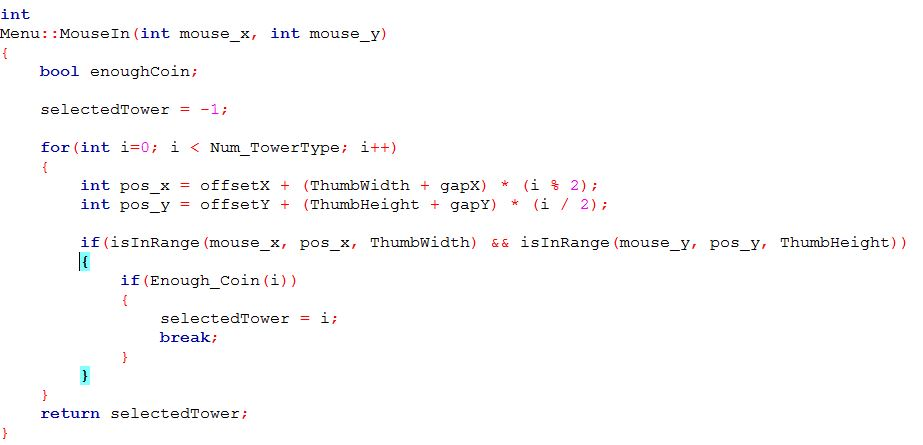 int
Menu::MouseIn(int mouse_x, int mouse_y)
{
    bool enoughCoin;

    selectedTower = -1;

    for(int i=0; i < Num_TowerType; i++)
    {
        int pos_x = offsetX + (ThumbWidth + gapX) * (i % 2);
        int pos_y = offsetY + (ThumbHeight + gapY) * (i / 2);

        if(isInRange(mouse_x, pos_x, ThumbWidth) && isInRange(mouse_y, pos_y, ThumbHeight))
        {
            if(Enough_Coin(i))
            {
                selectedTower = i;
                break;
            }
        }
    }
    return selectedTower;
}